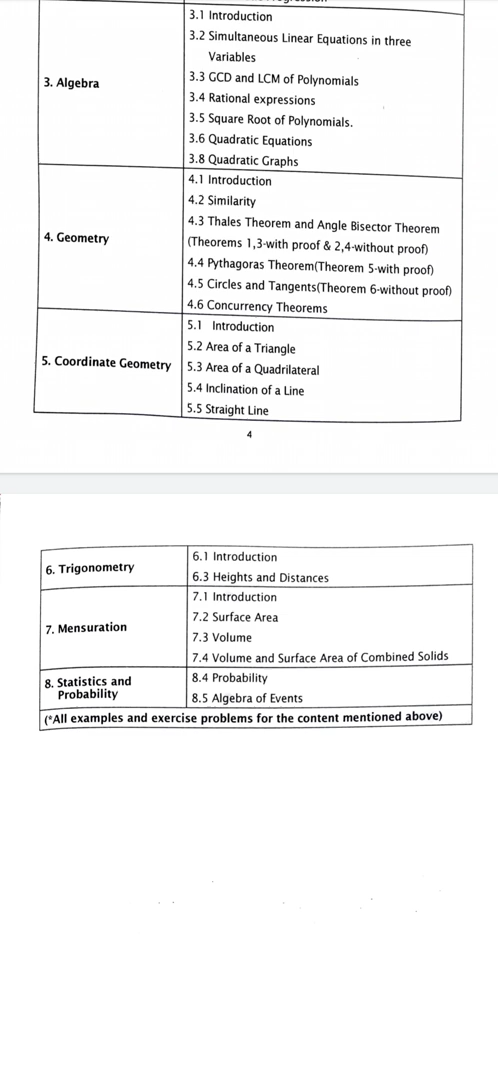 3. Algebra
3.1 Introduction
3.2 Simultaneous Linear Equations in three
Variables
3.3 GCD and LCM of Polynomials
3.4 Rational expressions
3.5 Square Root of Polynomials.
3.6 Quadratic Equations
3.8 Quadratic Graphs
4. Geometry
4.1 Introduction
4.2 Similarity
4.3 Thales Theorem and Angle Bisector Theorem
(Theorems 1,3-with proof & 2,4-without proof)
4.4 Pythagoras Theorem(Theorem 5-with proof)
4.5 Circles and Tangents(Theorem 6-without proof)
4.6 Concurrency Theorems
5. Coordinate Geometry
5.1 Introduction
5.2 Area of a Triangle
5.3 Area of a Quadrilateral
5.4 Inclination of a Line
5.5 Straight Line
4
6. Trigonometry
6.1 Introduction
6.3 Heights and Distances
7. Mensuration
7.1 Introduction
7.2 Surface Area
7.3 Volume
7.4 Volume and Surface Area of Combined Solids
8. Statistics and
Probability
8.4 Probability
8.5 Algebra of Events
(*All examples and exercise problems for the content mentioned above)